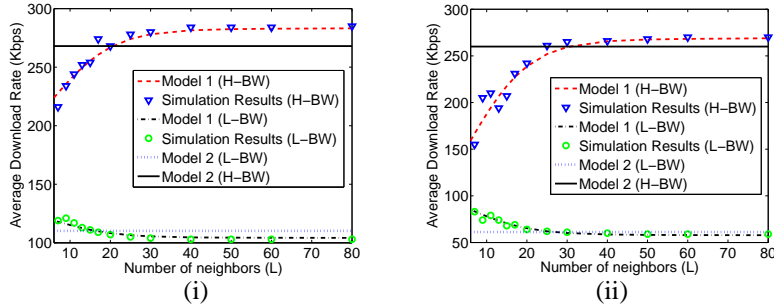 Average Download Rate (Kbps)
300
250
200
150
100
Model 1 (H−BW)
Simulation Results (H−BW)
Model 1 (L−BW)
Simulation Results (L−BW)
Model 2 (L−BW)
Model 2 (H−BW)
10 20 30 40 50 60 70 80
Number of neighbors (L)
(i)
Average Download Rate (Kbps)
300
250
200
150
100
50
Model 1 (H−BW)
Simulation Results (H−BW)
Model 1 (L−BW)
Simulation Results (L−BW)
Model 2 (L−BW)
Model 2 (H−BW)
10 20 30 40 50 60 70 80
Number of neighbors (L)
(ii)